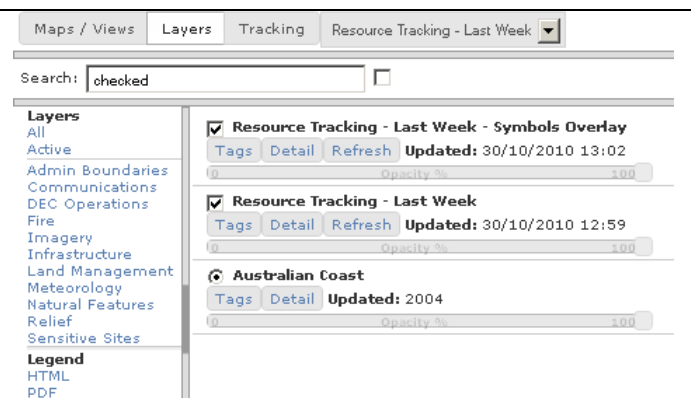 Maps / Views Layers Tracking Resource Tracking - Last Week
Search: checked
Layers
All
Active
Admin Boundaries
Communications
DEC Operations
Fire
Imagery
Infrastructure
Land Management
Meteorology
Natural Features
Relief
Sensitive Sites
Legend
HTML
PDF
Resource Tracking - Last Week - Symbols Overlay
Tags Detail Refresh Updated: 30/10/2010 13:02
0 Opacity % 100
Resource Tracking - Last Week
Tags Detail Refresh Updated: 30/10/2010 12:59
0 Opacity % 100
Australian Coast
Tags Detail Updated: 2004
0 Opacity % 100